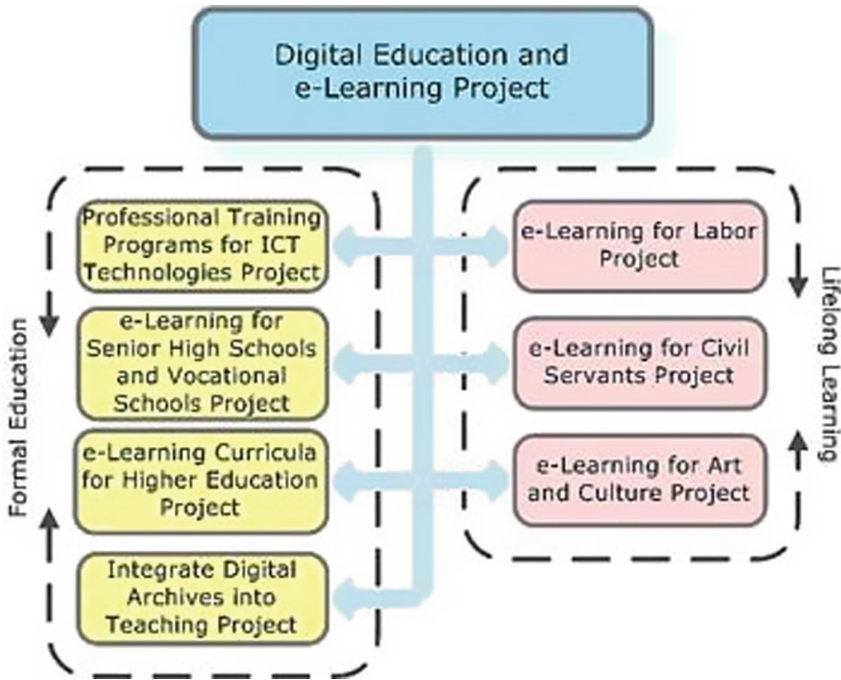 Digital Education and
e-Learning Project
Formal Education
Professional Training
Programs for ICT
Technologies Project
e-Learning for
Senior High Schools
and Vocational
Schools Project
e-Learning Curricula
for Higher Education
Project
Integrate Digital
Archives into
Teaching Project
e-Learning for Labor
Project
e-Learning for Civil
Servants Project
e-Learning for Art
and Culture Project
Lifelong Learning